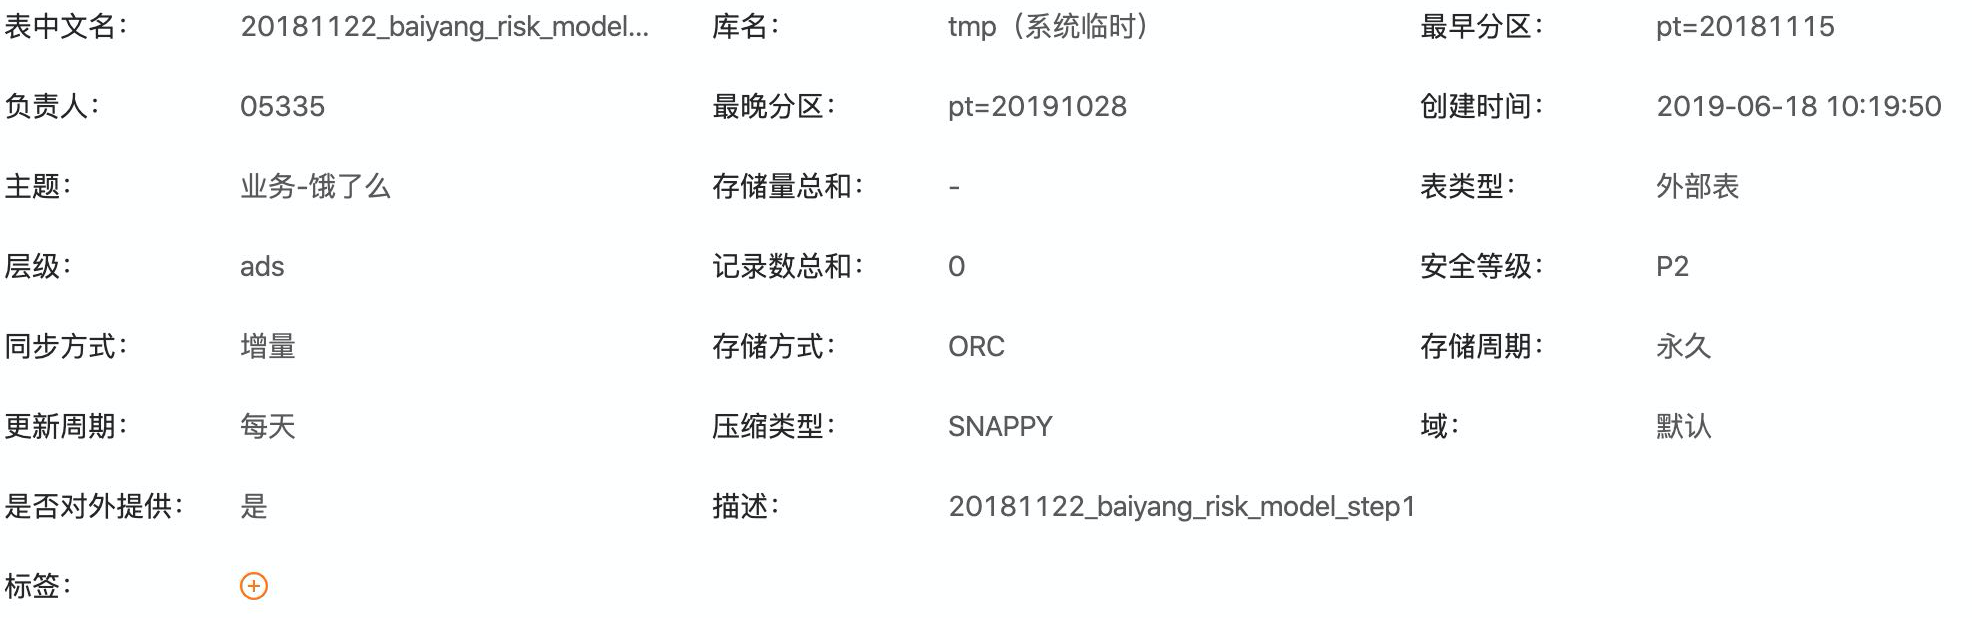 表中文名： 20181122_baiyang_risk_model... 库名： tmp（系统临时） 最早分区： pt=20181115
负责人： 05335 最晚分区： pt=20191028 创建时间： 2019-06-18 10:19:50
主题： 业务-饿了么 存储量总和： - 表类型： 外部表
层级： ads 记录数总和： 0 安全等级： P2
同步方式： 增量 存储方式： ORC 存储周期： 永久
更新周期： 每天 压缩类型： SNAPPY 域： 默认
是否对外提供： 是 描述： 20181122_baiyang_risk_model_step1
标签：